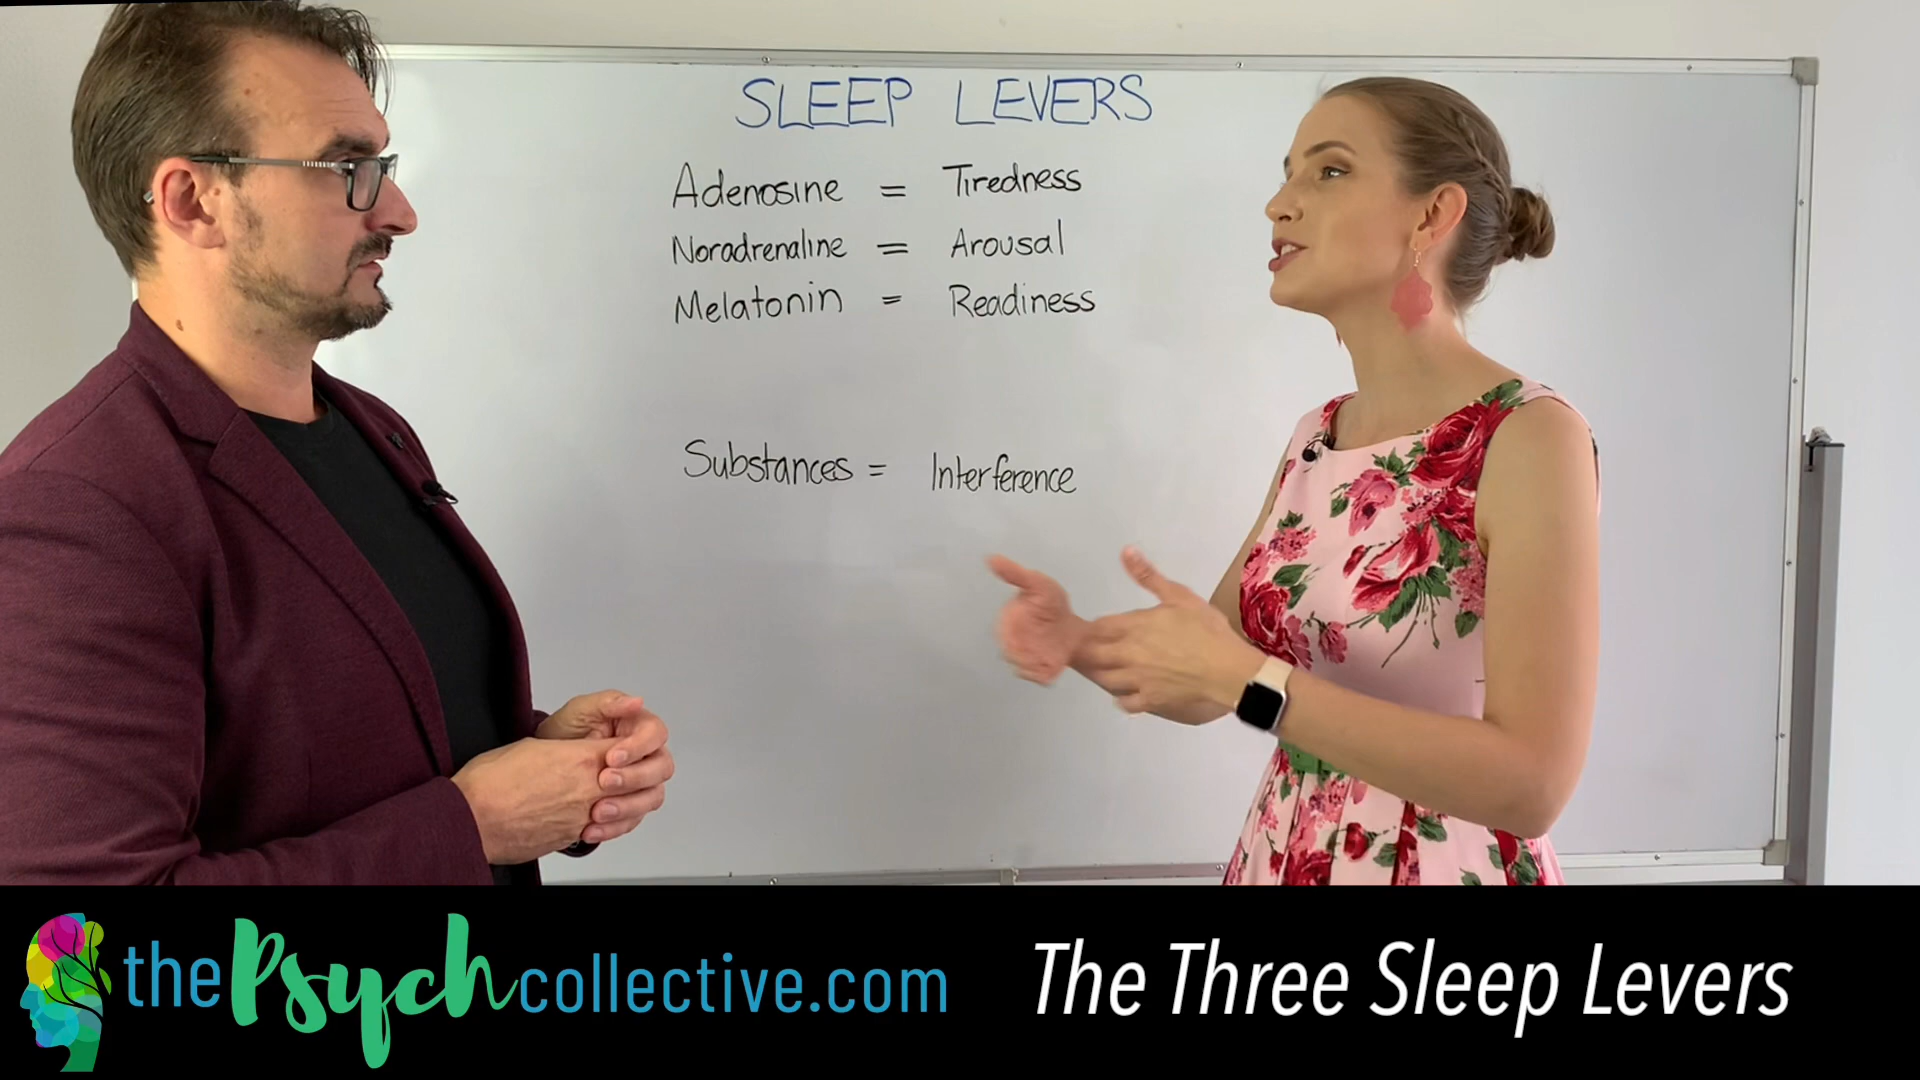 SLEEP LEVERS
Adenosine = Tiredness
Noradrenaline = Arousal
Melatonin = Readiness
Substances = Interference
thePsychcollective.com
The Three Sleep Levers